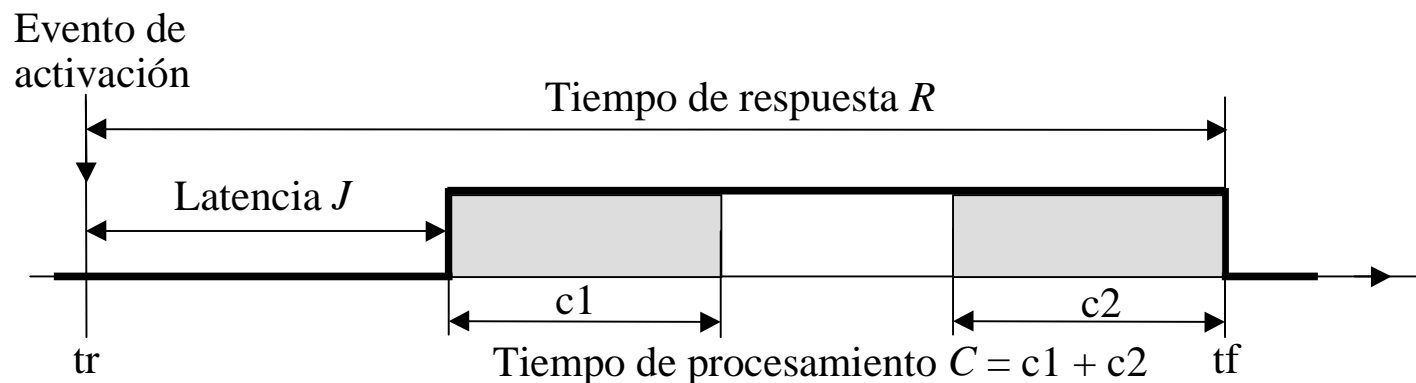 Evento de
activación
Tiempo de respuesta R
Latencia J
c1
c2
tr
Tiempo de procesamiento C = c1 + c2
tf